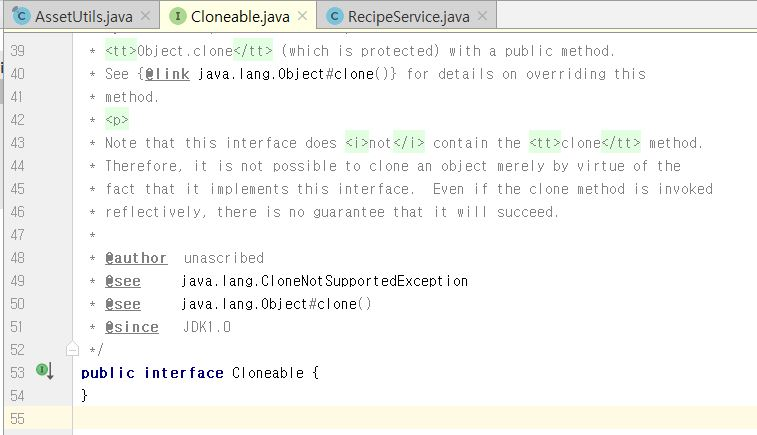 AssetUtils.java × Cloneable.java × RecipeService.java ×
39 * <tt>Object.clone</tt> (which is protected) with a public method.
40 * See {@link java.lang.Object#clone()} for details on overriding this
41 * method.
42 * <p>
43 * Note that this interface does <i>not</i> contain the <tt>clone</tt> method.
44 * Therefore, it is not possible to clone an object merely by virtue of the
45 * fact that it implements this interface.  Even if the clone method is invoked
46 * reflectively, there is no guarantee that it will succeed.
47 *
48 * @author  unascribed
49 * @see     java.lang.CloneNotSupportedException
50 * @see     java.lang.Object#clone()
51 * @since   JDK1.0
52 */
53 public interface Cloneable {
54 }
55